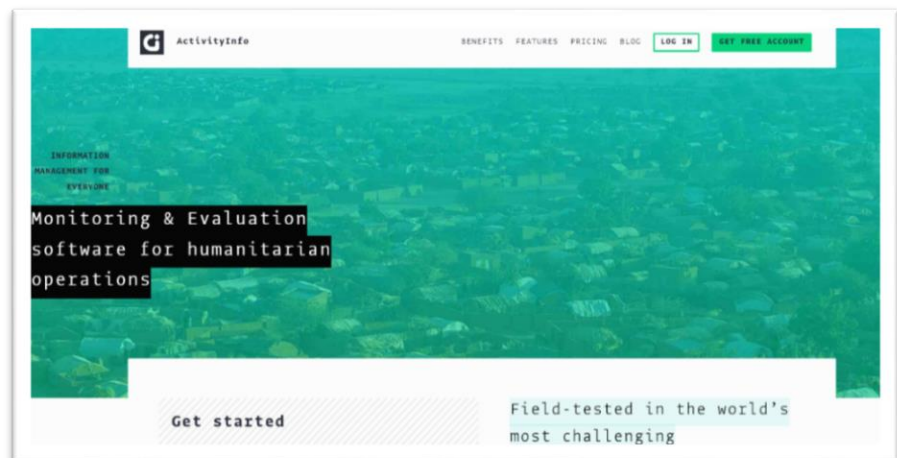 ActivityInfo
BENEFITS FEATURES PRICING BLOG LOG IN GET FREE ACCOUNT
INFORMATION
MANAGEMENT FOR
EVERYONE
Monitoring & Evaluation
software for humanitarian
operations
Get started
Field-tested in the world's
most challenging